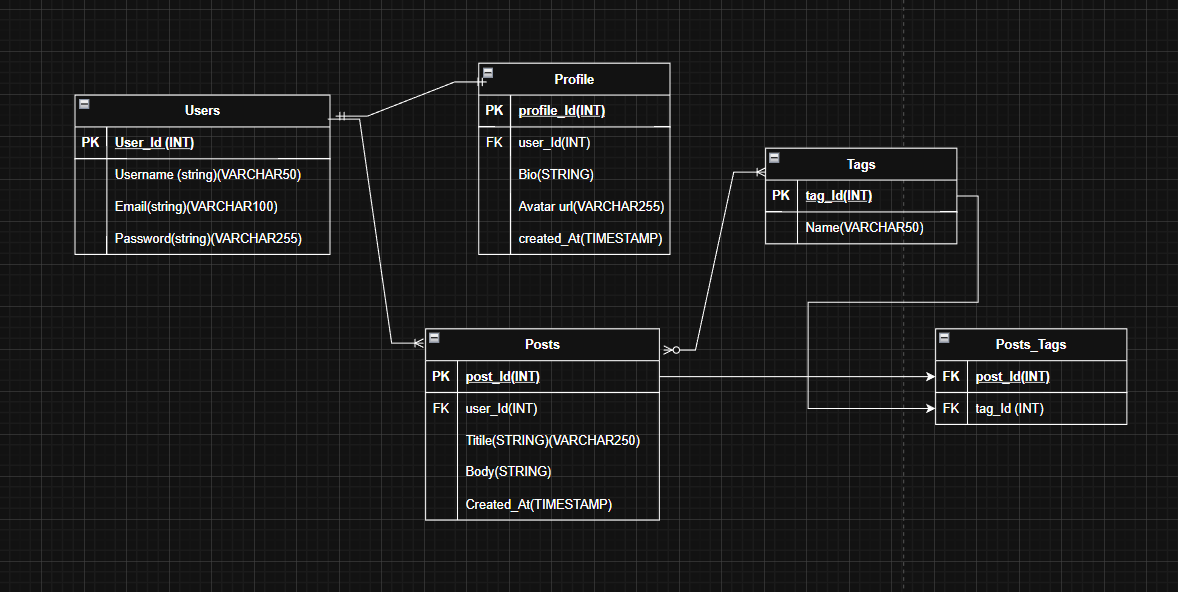 Users
PK User_Id (INT)
Username (string)(VARCHAR50)
Email(string)(VARCHAR100)
Password(string)(VARCHAR255)
Profile
PK profile_Id(INT)
FK user_Id(INT)
Bio(STRING)
Avatar url(VARCHAR255)
created_At(TIMESTAMP)
Tags
PK tag_Id(INT)
Name(VARCHAR50)
Posts
PK post_Id(INT)
FK user_Id(INT)
Titile(STRING)(VARCHAR250)
Body(STRING)
Created_At(TIMESTAMP)
Posts_Tags
FK post_Id(INT)
FK tag_Id (INT)